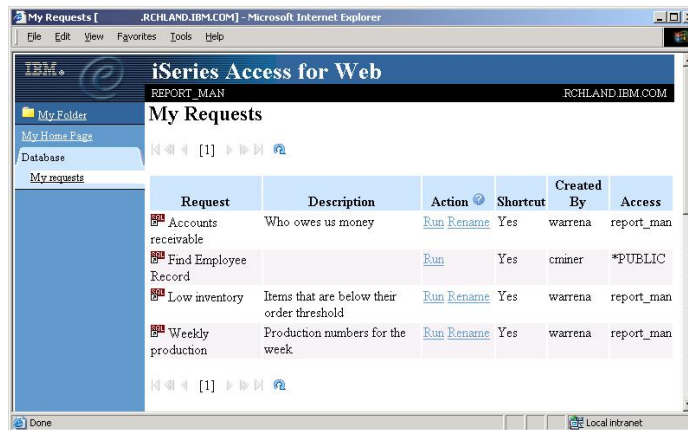 My Requests [ .RCHLAND.IBM.COM] - Microsoft Internet Explorer
File Edit View Favorites Tools Help
IBM.
iSeries Access for Web
REPORT_MAN RCHLAND.IBM.COM
My Folder
My Home Page
Database
My requests
My Requests
[1]
Request Description Action Shortcut Created By Access
SQL Accounts receivable Who owes us money Run Rename Yes warrena report_man
SQL Find Employee Record Run Yes cminer *PUBLIC
SQL Low inventory Items that are below their order threshold Run Rename Yes warrena report_man
SQL Weekly production Production numbers for the week Run Rename Yes warrena report_man
[1]
Done Local intranet